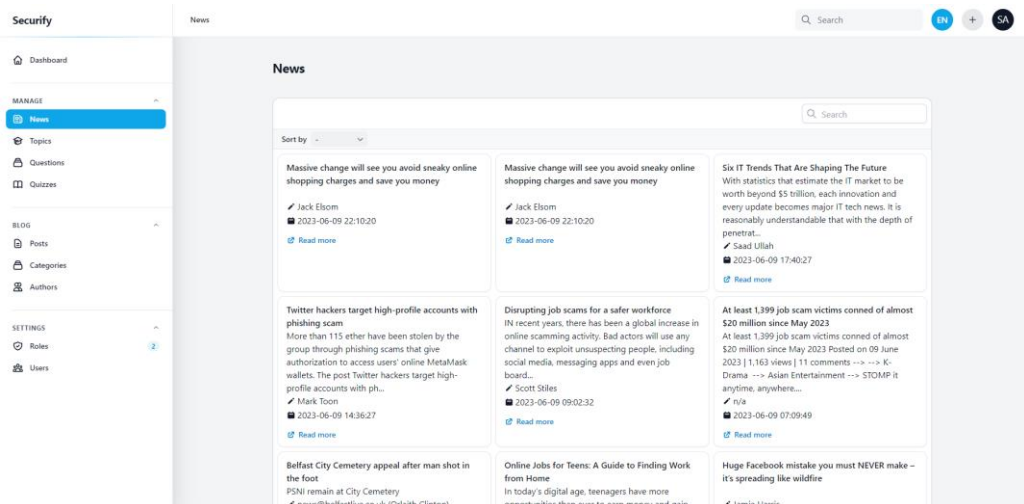 Securify
News
Search
EN
+
SA
Dashboard
MANAGE
News
Topics
Questions
Quizzes
BLOG
Posts
Categories
Authors
SETTINGS
Roles
2
Users
News
Search
Sort by
-
Massive change will see you avoid sneaky online
shopping charges and save you money
Jack Elsom
2023-06-09 22:10:20
Read more
Massive change will see you avoid sneaky online
shopping charges and save you money
Jack Elsom
2023-06-09 22:10:20
Read more
Six IT Trends That Are Shaping The Future
With statistics that estimate the IT market to be
worth beyond $5 trillion, each innovation and
every update becomes major IT tech news. It is
reasonably understandable that with the depth of
penetrat...
Saad Ullah
2023-06-09 17:40:27
Read more
Twitter hackers target high-profile accounts with
phishing scam
More than 115 ether have been stolen by the
group through phishing scams that give
authorization to access users' online MetaMask
wallets. The post Twitter hackers target high-
profile accounts with ph...
Mark Toon
2023-06-09 14:36:27
Read more
Disrupting job scams for a safer workforce
IN recent years, there has been a global increase in
online scamming activity. Bad actors will use any
channel to exploit unsuspecting people, including
social media, messaging apps and even job
board...
Scott Stiles
2023-06-09 09:02:32
Read more
At least 1,399 job scam victims conned of almost
$20 million since May 2023
At least 1,399 job scam victims conned of almost
$20 million since May 2023 Posted on 09 June
2023 | 1,163 views | 11 comments --> --> K-
Drama --> Asian Entertainment --> STOMP it
anytime, anywhere....
n/a
2023-06-09 07:09:49
Read more
Belfast City Cemetery appeal after man shot in
the foot
PSNI remain at City Cemetery
Online Jobs for Teens: A Guide to Finding Work
from Home
In today's digital age, teenagers have more
Huge Facebook mistake you must NEVER make –
it's spreading like wildfire